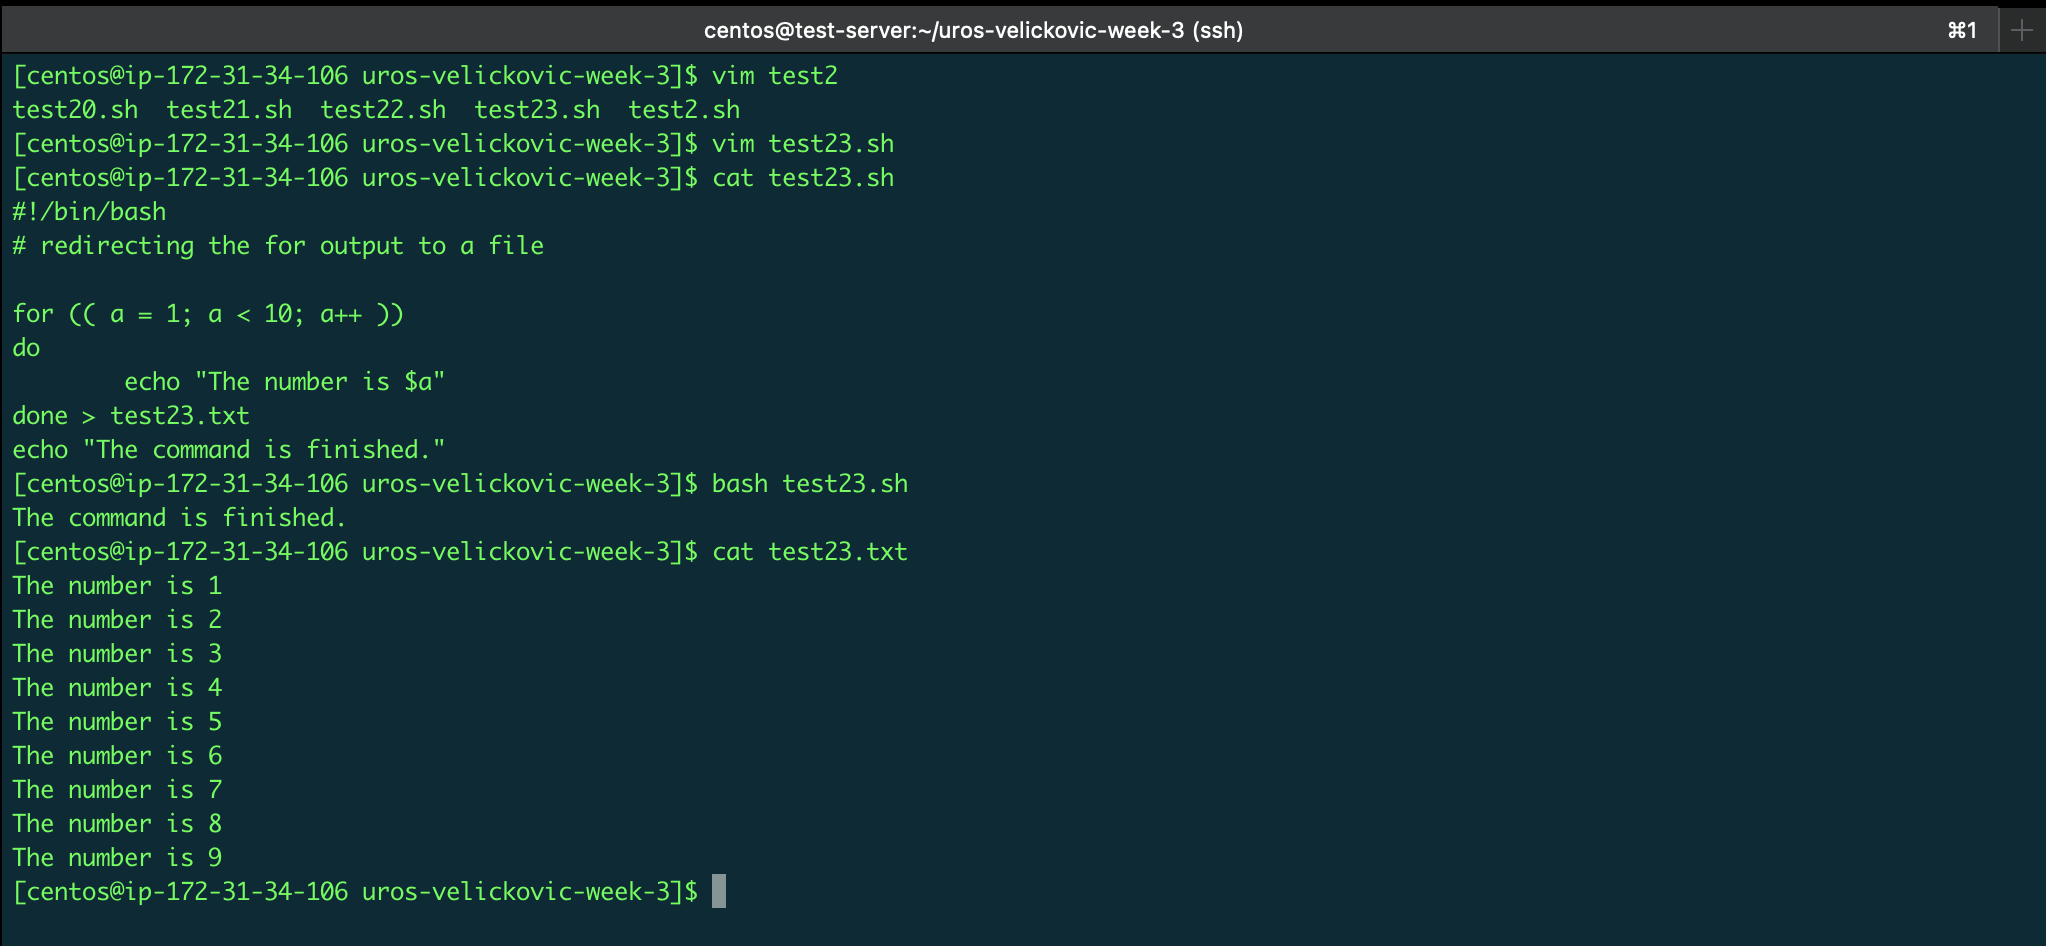 centos@test-server:~/uros-velickovic-week-3 (ssh) ⌘1 +
[centos@ip-172-31-34-106 uros-velickovic-week-3]$ vim test2
test20.sh  test21.sh  test22.sh  test23.sh  test2.sh
[centos@ip-172-31-34-106 uros-velickovic-week-3]$ vim test23.sh
[centos@ip-172-31-34-106 uros-velickovic-week-3]$ cat test23.sh
#!/bin/bash
# redirecting the for output to a file

for (( a = 1; a < 10; a++ ))
do
        echo "The number is $a"
done > test23.txt
echo "The command is finished."
[centos@ip-172-31-34-106 uros-velickovic-week-3]$ bash test23.sh
The command is finished.
[centos@ip-172-31-34-106 uros-velickovic-week-3]$ cat test23.txt
The number is 1
The number is 2
The number is 3
The number is 4
The number is 5
The number is 6
The number is 7
The number is 8
The number is 9
[centos@ip-172-31-34-106 uros-velickovic-week-3]$